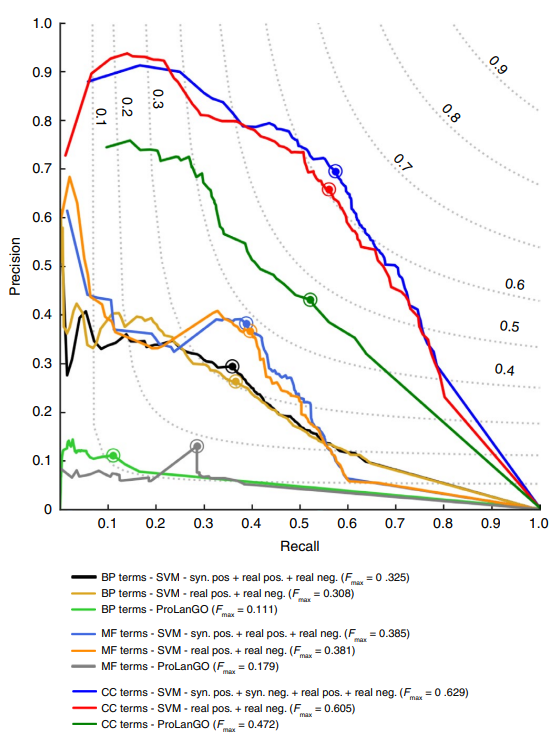 1.0
0.9
0.8
0.7
0.6
0.5
0.4
0.3
0.2
0.1
0
Precision
0.1
0.2
0.3
0.9
0.8
0.7
0.6
0.5
0.4
0.1 0.2 0.3 0.4 0.5 0.6 0.7 0.8 0.9 1.0
Recall
BP terms - SVM - syn. pos + real pos. + real neg. (Fmax = 0 .325)
BP terms - SVM - real pos. + real neg. (Fmax = 0.308)
BP terms - ProLanGO (Fmax = 0.111)
MF terms - SVM - syn. pos + real pos. + real neg. (Fmax = 0.385)
MF terms - SVM - real pos. + real neg. (Fmax = 0.381)
MF terms - ProLanGO (Fmax = 0.179)
CC terms - SVM - syn. pos. + syn. neg. + real pos. + real neg. (Fmax = 0 .629)
CC terms - SVM - real pos. + real neg. (Fmax = 0.605)
CC terms - ProLanGO (Fmax = 0.472)